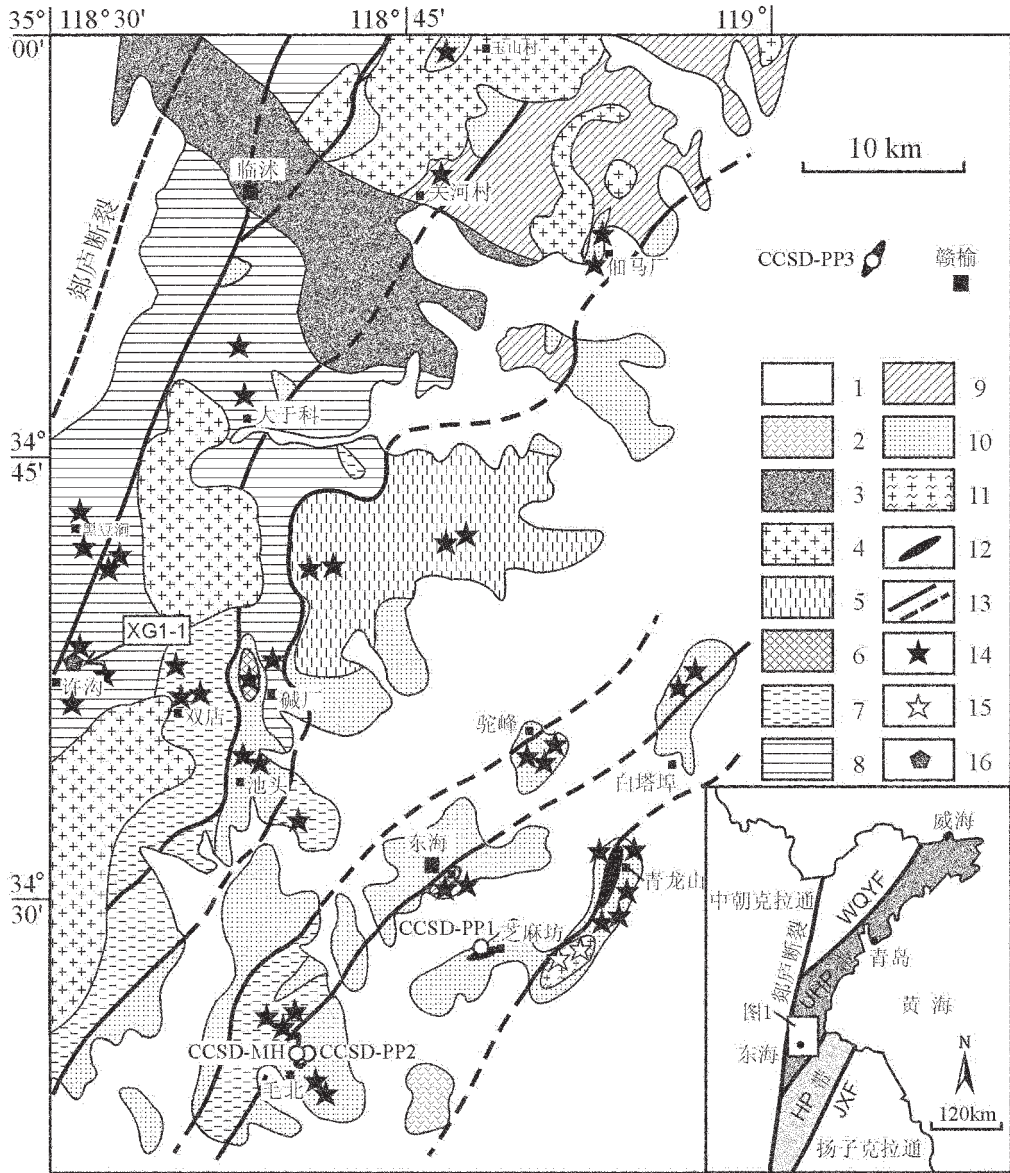 35°
00′
118°30′
118°45′
119°
玉山村
10 km
临沭
大河村
郯庐断裂
CCSD-PP3
赣榆
大于科
34°
45′
1
9
2
10
3
11
4
12
5
13
6
14
7
15
8
16
XG1-1
许沟
双店
碱厂
池头
驼峰
白塔埠
东海
34°
30′
青龙山
CCSD-PP1
芝麻坊
CCSD-MH
CCSD-PP2
毛北
威海
中朝克拉通
WQYF
郯庐断裂
青岛
UHP
黄海
图1
东海
N
HP 带
JXF
120km
扬子克拉通